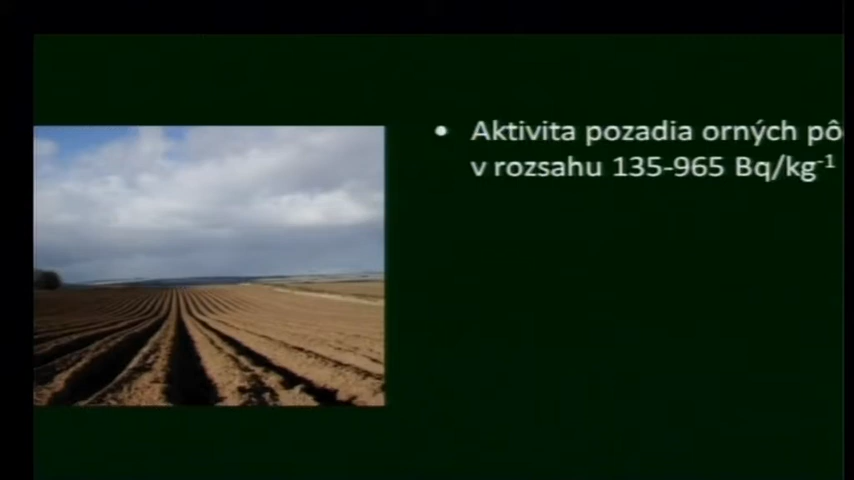 • Aktivita pozadia orných pô
v rozsahu 135-965 Bq/kg-1